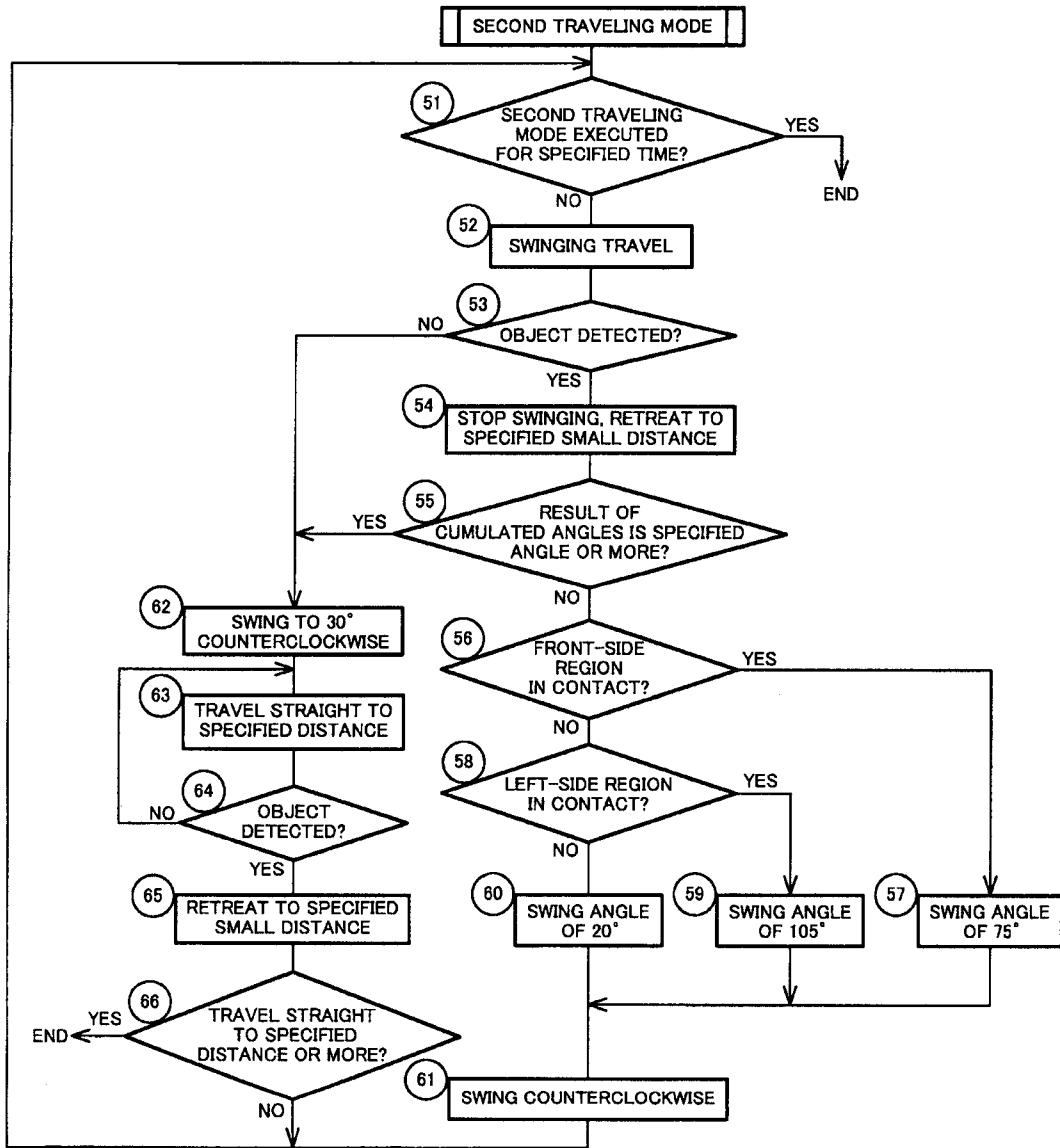 SECOND TRAVELING MODE
51
SECOND TRAVELING
MODE EXECUTED
FOR SPECIFIED TIME?
YES
END
NO
52
SWINGING TRAVEL
53
NO
OBJECT DETECTED?
YES
54
STOP SWINGING, RETREAT TO
SPECIFIED SMALL DISTANCE
55
YES
RESULT OF
CUMULATED ANGLES IS SPECIFIED
ANGLE OR MORE?
NO
62
SWING TO 30°
COUNTERCLOCKWISE
56
FRONT-SIDE
REGION
IN CONTACT?
YES
NO
63
TRAVEL STRAIGHT TO
SPECIFIED DISTANCE
58
LEFT-SIDE REGION
IN CONTACT?
YES
NO
64
NO
OBJECT
DETECTED?
YES
65
RETREAT TO SPECIFIED
SMALL DISTANCE
60
SWING ANGLE
OF 20°
59
SWING ANGLE
OF 105°
57
SWING ANGLE
OF 75°
66
END
YES
TRAVEL STRAIGHT
TO SPECIFIED
DISTANCE OR MORE?
NO
61
SWING COUNTERCLOCKWISE